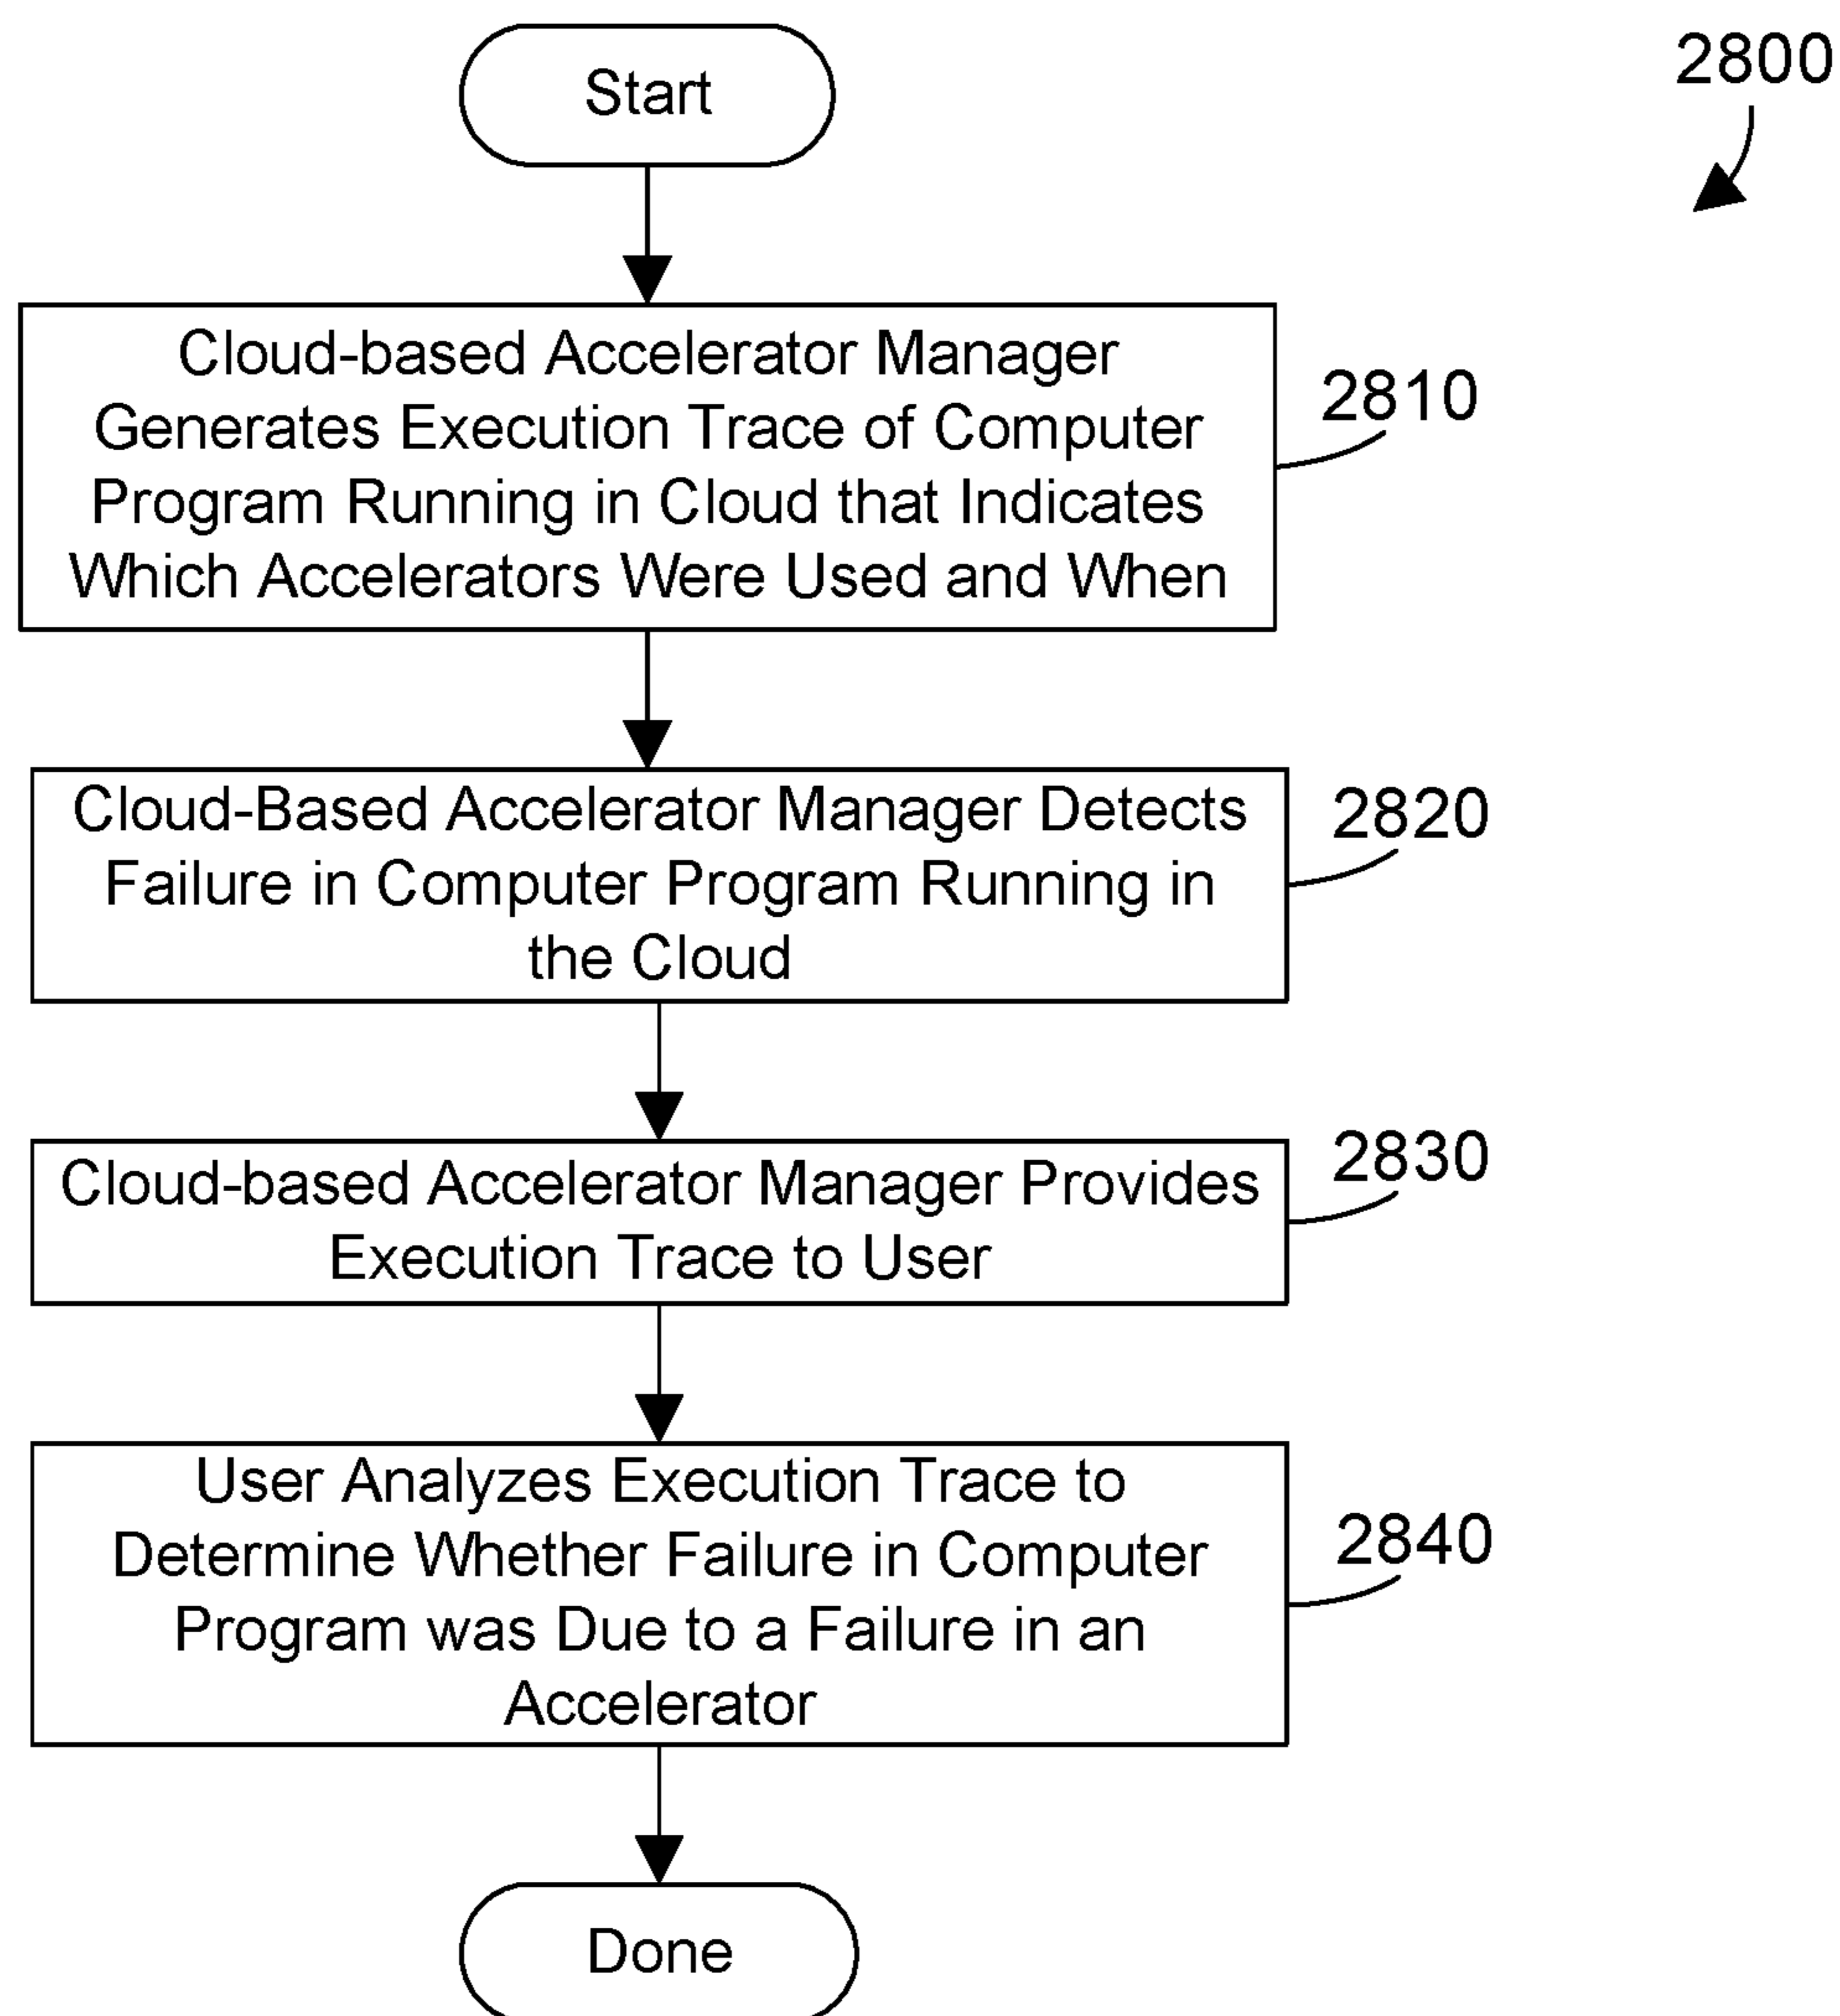 Start
2800
Cloud-based Accelerator Manager
Generates Execution Trace of Computer
Program Running in Cloud that Indicates
Which Accelerators Were Used and When
2810
Cloud-Based Accelerator Manager Detects
Failure in Computer Program Running in
the Cloud
2820
Cloud-based Accelerator Manager Provides
Execution Trace to User
2830
User Analyzes Execution Trace to
Determine Whether Failure in Computer
Program was Due to a Failure in an
Accelerator
2840
Done